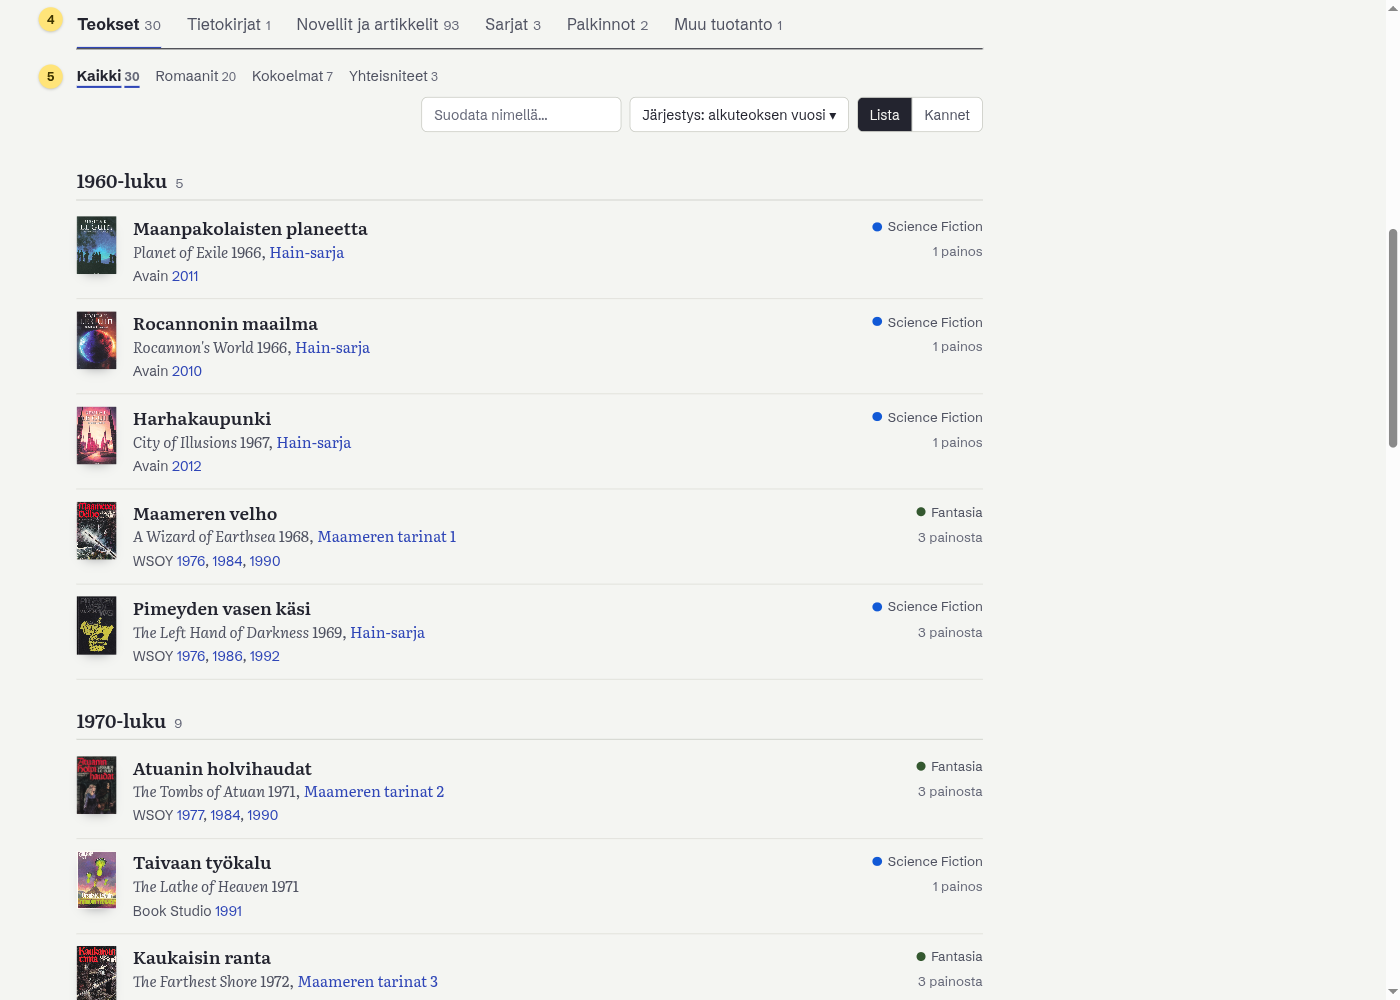 4 Teokset 30 Tietokirjat 1 Novellit ja artikkelit 93 Sarjat 3 Palkinnot 2 Muu tuotanto 1
5 Kaikki 30 Romaanit 20 Kokoelmat 7 Yhteisniteet 3
Suodata nimellä... Järjestys: alkuteoksen vuosi ▾ Lista Kannet
1960-luku 5
Maanpakolaisten planeetta
Science Fiction
Planet of Exile 1966, Hain-sarja
1 painos
Avain 2011
Rocannonin maailma
Science Fiction
Rocannon's World 1966, Hain-sarja
1 painos
Avain 2010
Harhakaupunki
Science Fiction
City of Illusions 1967, Hain-sarja
1 painos
Avain 2012
Maameren velho
Fantasia
A Wizard of Earthsea 1968, Maameren tarinat 1
3 painosta
WSOY 1976, 1984, 1990
Pimeyden vasen käsi
Science Fiction
The Left Hand of Darkness 1969, Hain-sarja
3 painosta
WSOY 1976, 1986, 1992
1970-luku 9
Atuanin holvihaudat
Fantasia
The Tombs of Atuan 1971, Maameren tarinat 2
3 painosta
WSOY 1977, 1984, 1990
Taivaan työkalu
Science Fiction
The Lathe of Heaven 1971
1 painos
Book Studio 1991
Kaukaisin ranta
Fantasia
The Farthest Shore 1972, Maameren tarinat 3
3 painosta